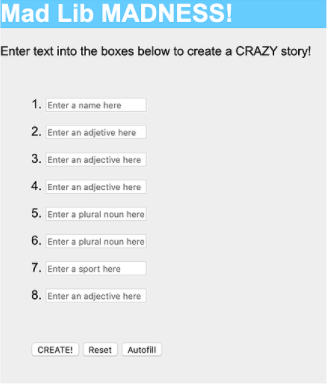 Mad Lib MADNESS!
Enter text into the boxes below to create a CRAZY story!
1. Enter a name here
2. Enter an adjetive here
3. Enter an adjective here
4. Enter an adjective here
5. Enter a plural noun here
6. Enter a plural noun here
7. Enter a sport here
8. Enter an adjective here
CREATE! Reset Autofill